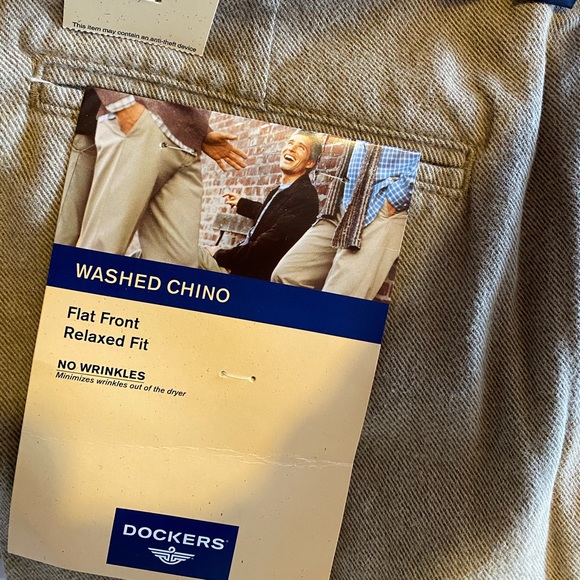 This item may contain an anti-theft device
WASHED CHINO
Flat Front
Relaxed Fit
NO WRINKLES
Minimizes wrinkles out of the dryer
DOCKERS®